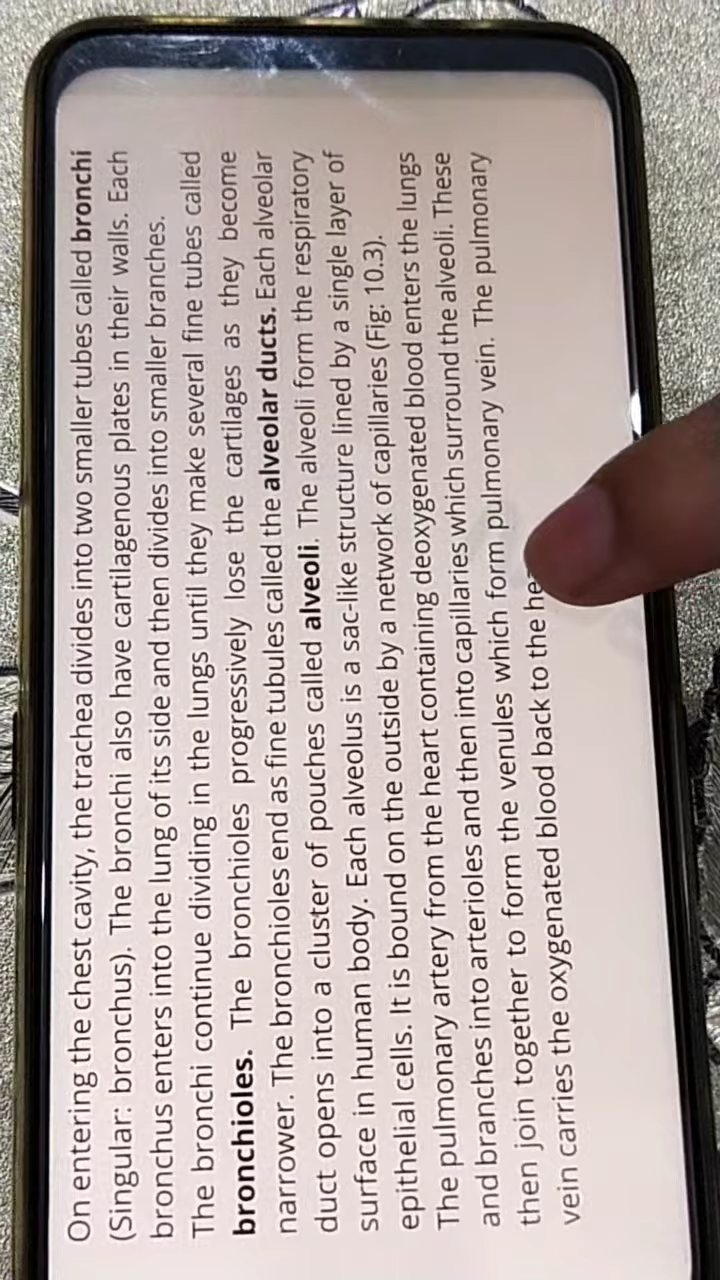 On entering the chest cavity, the trachea divides into two smaller tubes called bronchi
(Singular: bronchus). The bronchi also have cartilagenous plates in their walls. Each
bronchus enters into the lung of its side and then divides into smaller branches.
The bronchi continue dividing in the lungs until they make several fine tubes called
bronchioles. The bronchioles progressively lose the cartilages as they become
narrower. The bronchioles end as fine tubules called the alveolar ducts. Each alveolar
duct opens into a cluster of pouches called alveoli. The alveoli form the respiratory
surface in human body. Each alveolus is a sac-like structure lined by a single layer of
epithelial cells. It is bound on the outside by a network of capillaries (Fig: 10.3).
The pulmonary artery from the heart containing deoxygenated blood enters the lungs
and branches into arterioles and then into capillaries which surround the alveoli. These
then join together to form the venules which form pulmonary vein. The pulmonary
vein carries the oxygenated blood back to the